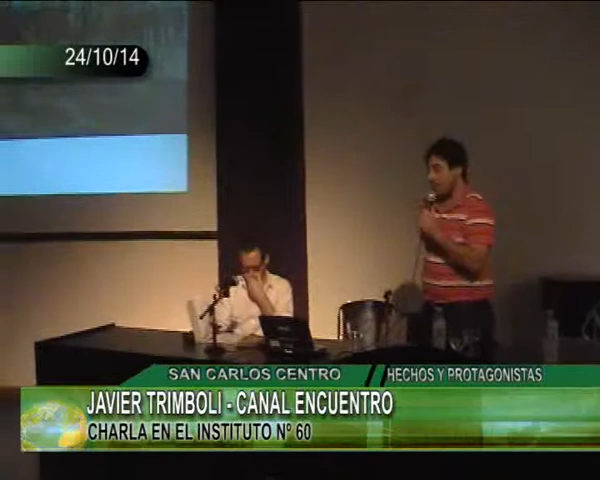 24/10/14
SAN CARLOS CENTRO
HECHOS Y PROTAGONISTAS
JAVIER TRIMBOLI - CANAL ENCUENTRO
CHARLA EN EL INSTITUTO Nº 60